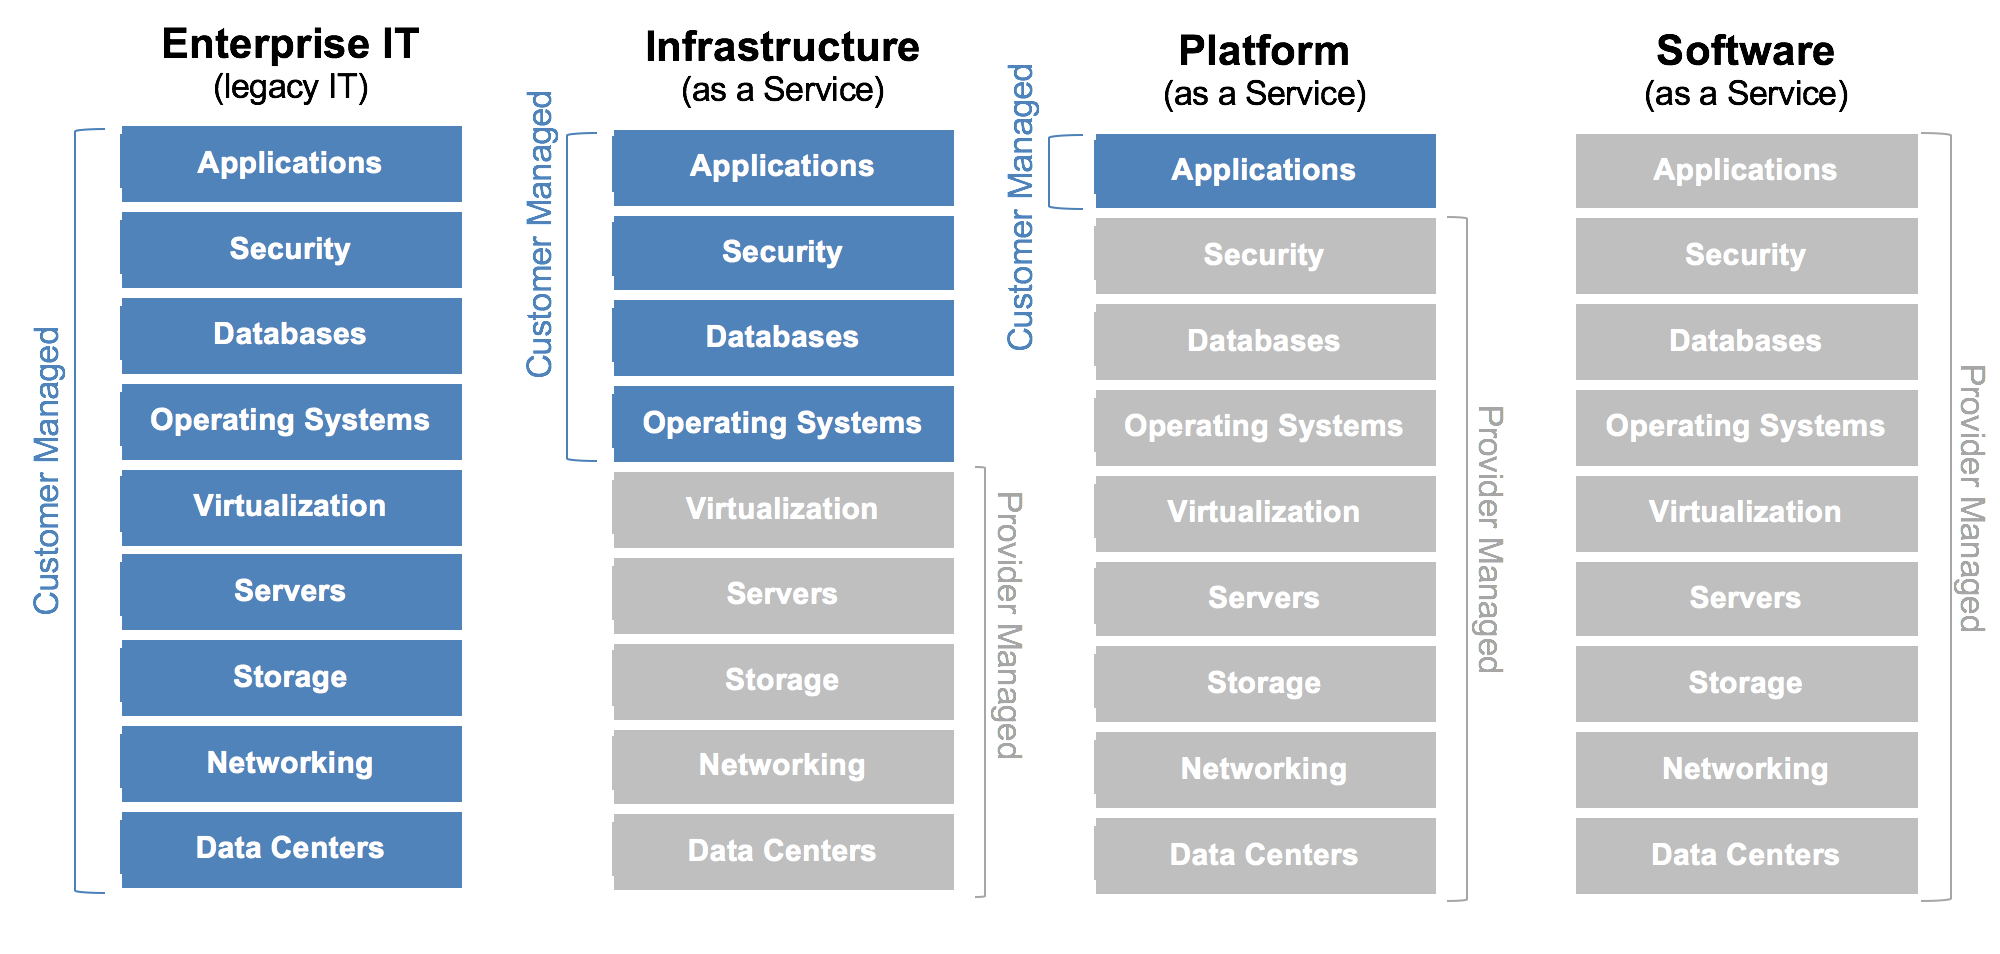 Enterprise IT
(legacy IT)
Customer Managed
Applications
Security
Databases
Operating Systems
Virtualization
Servers
Storage
Networking
Data Centers
Infrastructure
(as a Service)
Customer Managed
Applications
Security
Databases
Operating Systems
Virtualization
Servers
Storage
Networking
Data Centers
Provider Managed
Platform
(as a Service)
Customer Managed
Applications
Security
Databases
Operating Systems
Virtualization
Servers
Storage
Networking
Data Centers
Provider Managed
Software
(as a Service)
Applications
Security
Databases
Operating Systems
Virtualization
Servers
Storage
Networking
Data Centers
Provider Managed